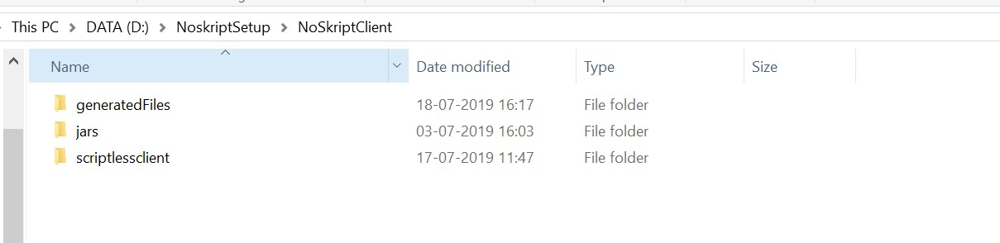 This PC > DATA (D:) > NoskriptSetup > NoSkriptClient
Name Date modified Type Size
generatedFiles 18-07-2019 16:17 File folder
jars 03-07-2019 16:03 File folder
scriptlessclient 17-07-2019 11:47 File folder